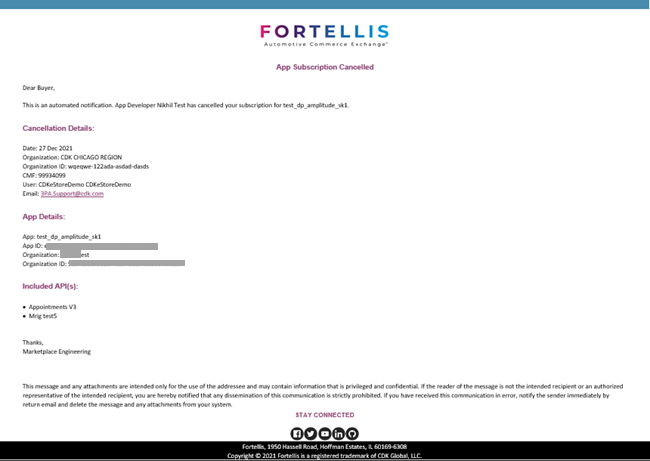 FORTELLIS
Automotive Commerce Exchange
App Subscription Cancelled
Dear Buyer,
This is an automated notification. App Developer Nikhil Test has cancelled your subscription for test_dp_amplitude_sk1.
Cancellation Details:
Date: 27 Dec 2021
Organization: CDK CHICAGO REGION
Organization ID: wqeqwe-122ada-asdad-dasds
CMF: 99934099
User: CDKeStoreDemo CDKeStoreDemo
Email: 3PA.Support@cdk.com
App Details:
App: test_dp_amplitude_sk1
App ID:
Organization: est
Organization ID:
Included API(s):
• Appointments V3
• Mrig test5
Thanks,
Marketplace Engineering
This message and any attachments are intended only for the use of the addressee and may contain information that is privileged and confidential. If the reader of the message is not the intended recipient or an authorized
representative of the intended recipient, you are hereby notified that any dissemination of this communication is strictly prohibited. If you have received this communication in error, notify the sender immediately by
return email and delete the message and any attachments from your system.
STAY CONNECTED
Fortellis, 1950 Hassell Road, Hoffman Estates, IL 60169-6308
Copyright © 2021 Fortellis is a registered trademark of CDK Global, LLC.